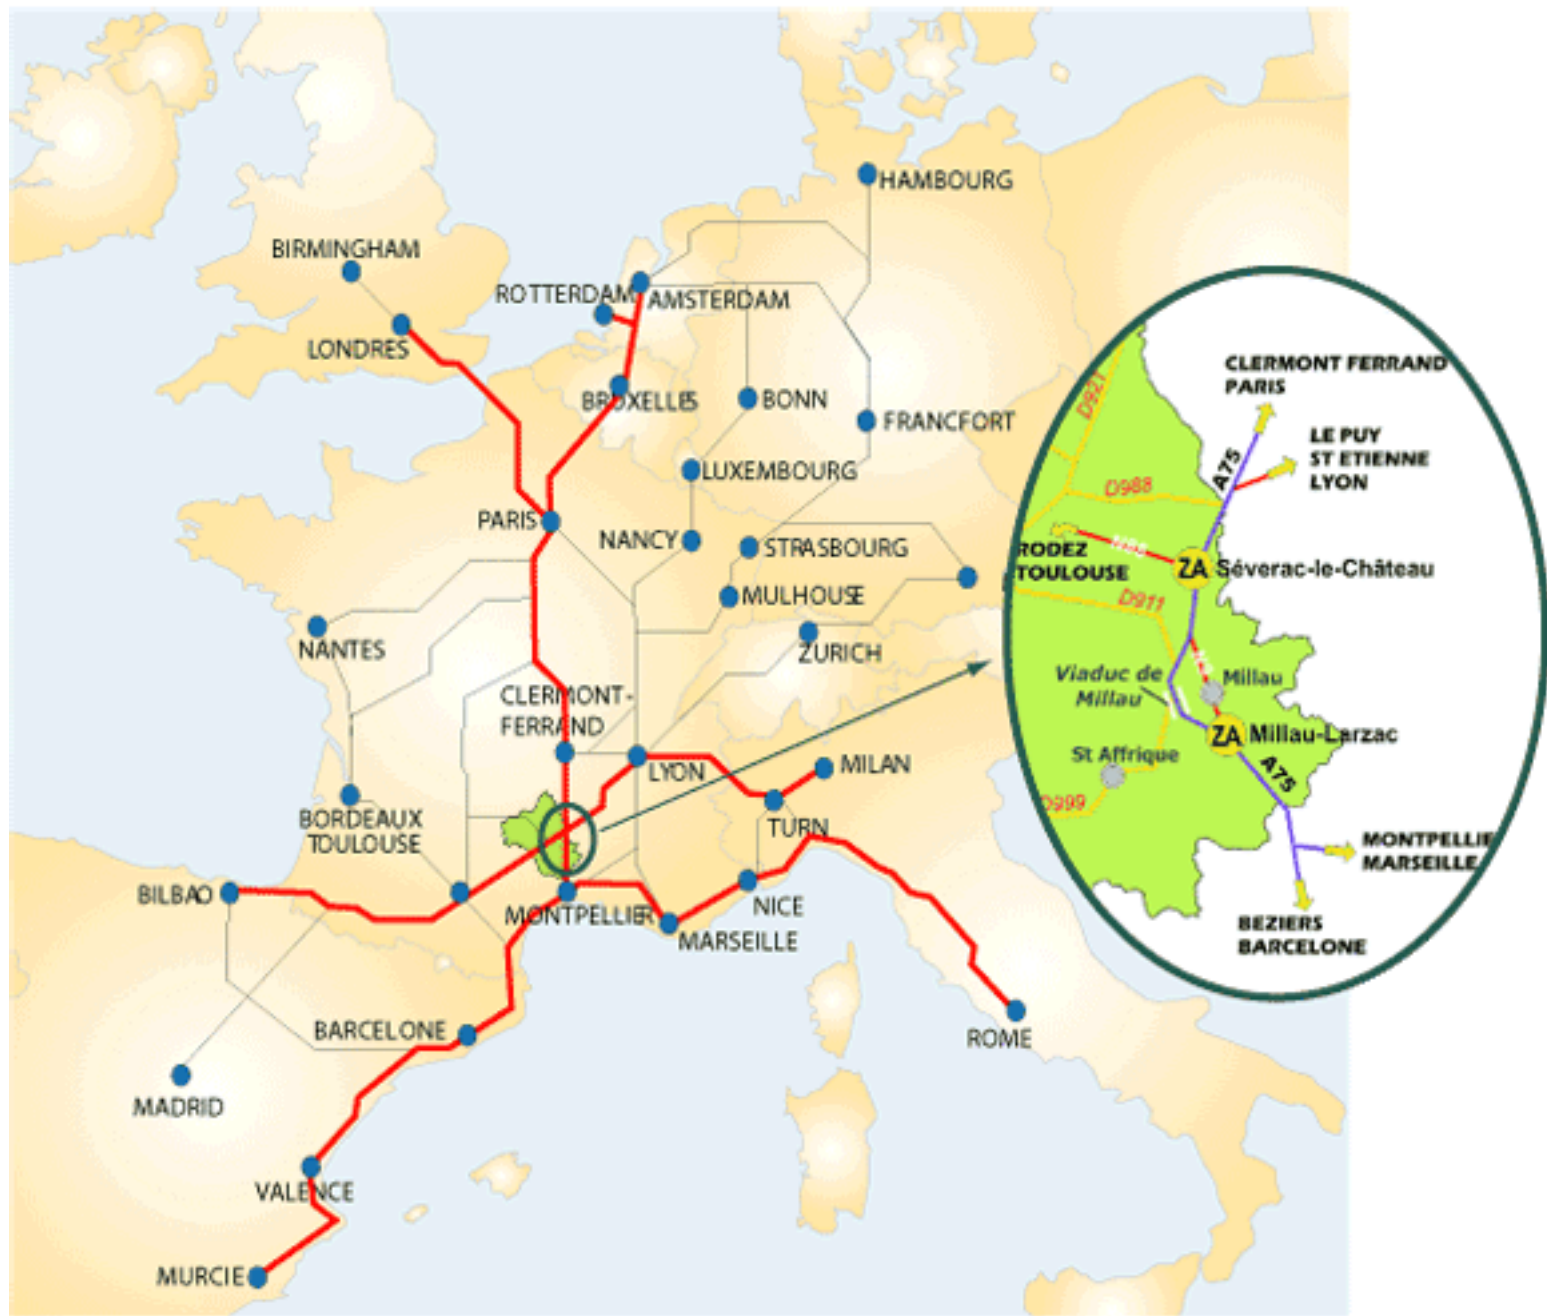 HAMBOURG
BIRMINGHAM
ROTTERDAM
AMSTERDAM
LONDRES
BRUXELLES
BONN
FRANCFORT
LUXEMBOURG
PARIS
NANCY
STRASBOURG
MULHOUSE
NANTES
ZURICH
CLERMONT-
FERRAND
LYON
MILAN
BORDEAUX
TOULOUSE
TURN
BILBAO
MONTPELLIER
NICE
MARSEILLE
BARCELONE
ROME
MADRID
VALENCE
MURCIE
CLERMONT FERRAND
PARIS
D921
A75
LE PUY
ST ETIENNE
LYON
D988
RODEZ
TOULOUSE
ZA
Séverac-le-Château
D911
Viaduc de
Millau
Millau
ZA
Millau-Larzac
St Affrique
A75
D999
MONTPELLIE
MARSEILLE
BEZIERS
BARCELONE